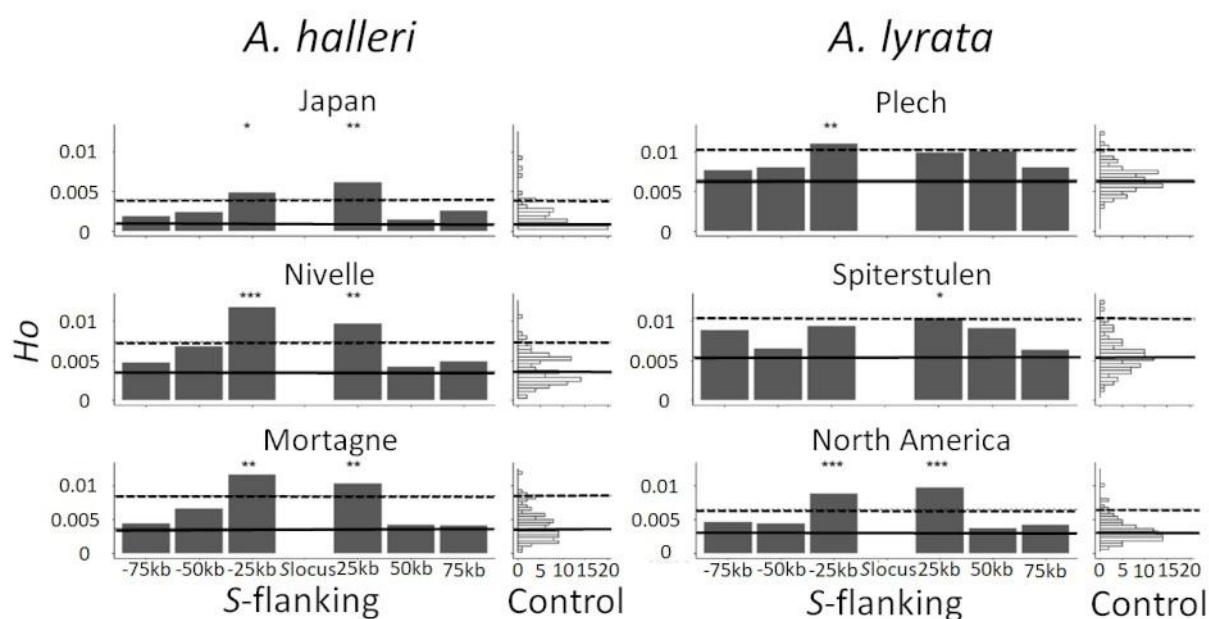 A. halleri
A. lyrata
Japan
Plech
* **
**
0.01
0.005
0
0.01
0.005
0
Nivelle
Spiterstulen
*** **
*
Ho
0.01
0.005
0
0.01
0.005
0
Mortagne
North America
** **
*** ***
0.01
0.005
0
0.01
0.005
0
-75kb -50kb -25kb Slocus 25kb 50kb 75kb
0 5 10 15 20
-75kb -50kb -25kb Slocus 25kb 50kb 75kb
0 5 10 15 20
S-flanking
Control
S-flanking
Control